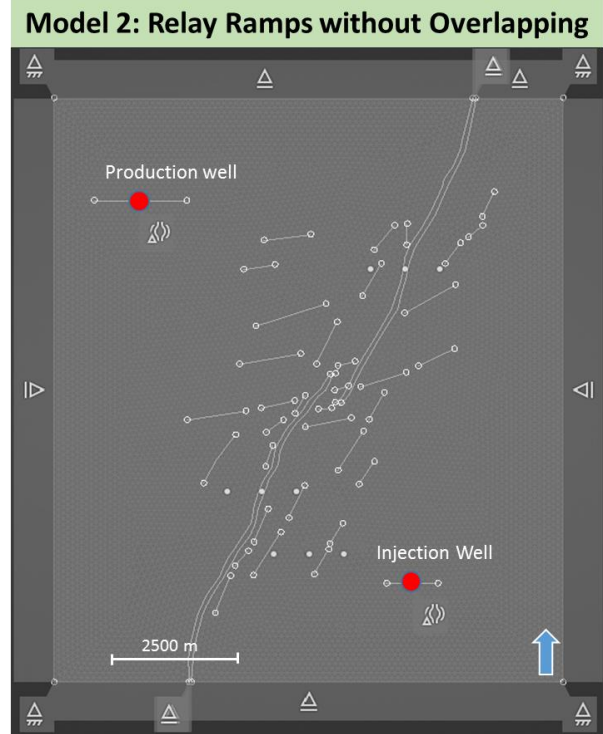 Model 2: Relay Ramps without Overlapping
Production well
Injection Well
2500 m